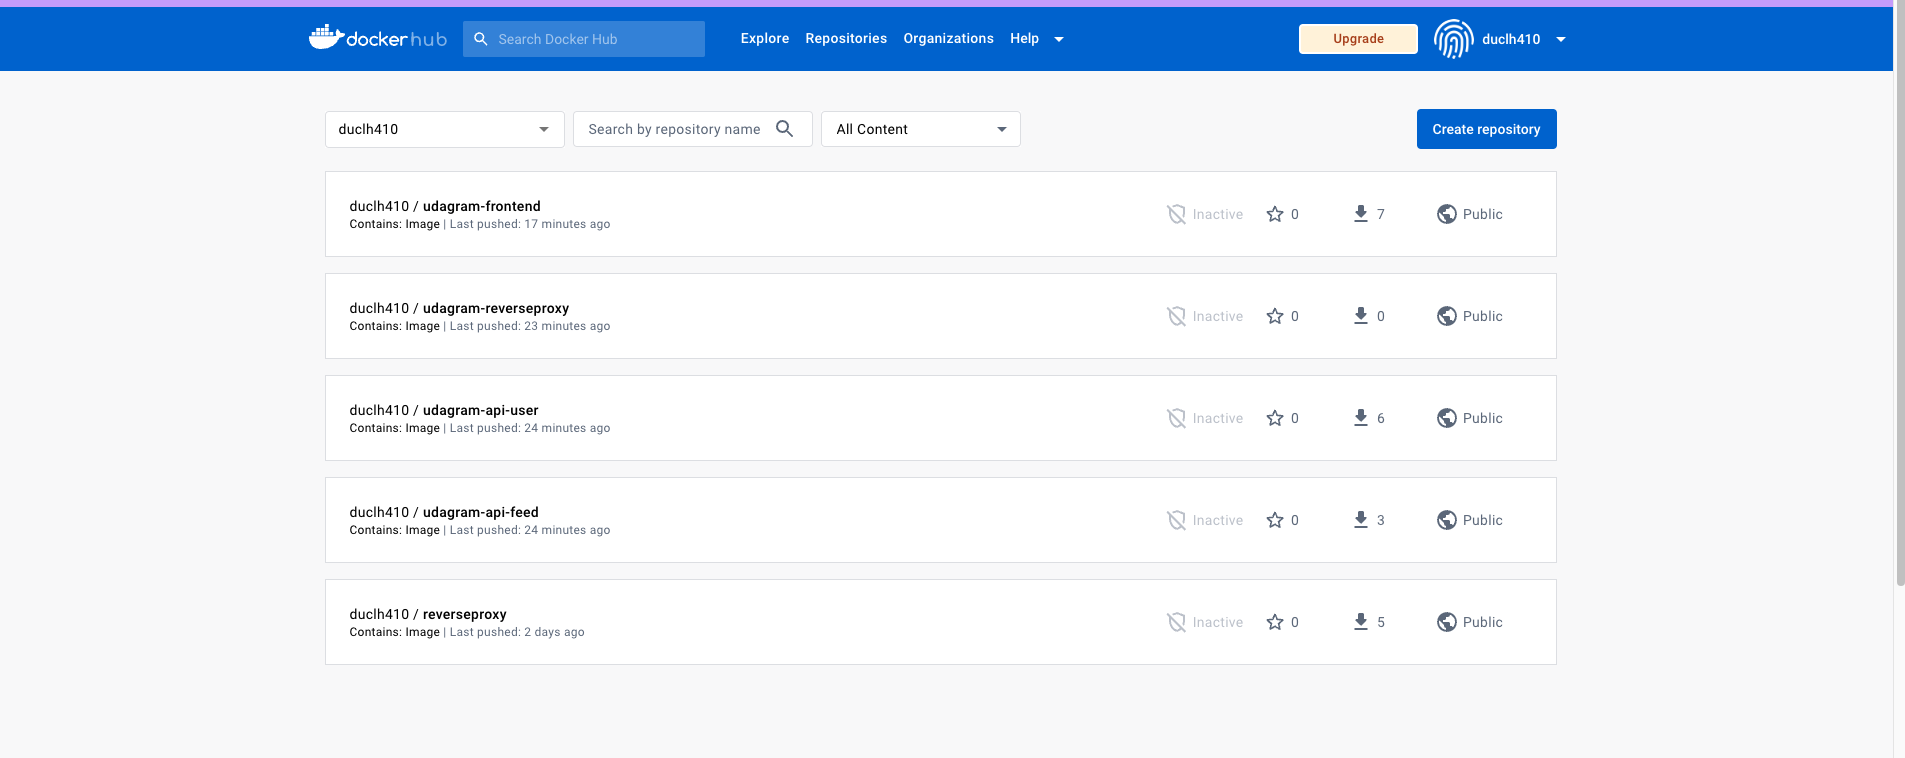 docker hub Search Docker Hub Explore Repositories Organizations Help Upgrade duclh410
duclh410 Search by repository name All Content Create repository
duclh410 / udagram-frontend
Contains: Image | Last pushed: 17 minutes ago
Inactive 0 7 Public
duclh410 / udagram-reverseproxy
Contains: Image | Last pushed: 23 minutes ago
Inactive 0 0 Public
duclh410 / udagram-api-user
Contains: Image | Last pushed: 24 minutes ago
Inactive 0 6 Public
duclh410 / udagram-api-feed
Contains: Image | Last pushed: 24 minutes ago
Inactive 0 3 Public
duclh410 / reverseproxy
Contains: Image | Last pushed: 2 days ago
Inactive 0 5 Public